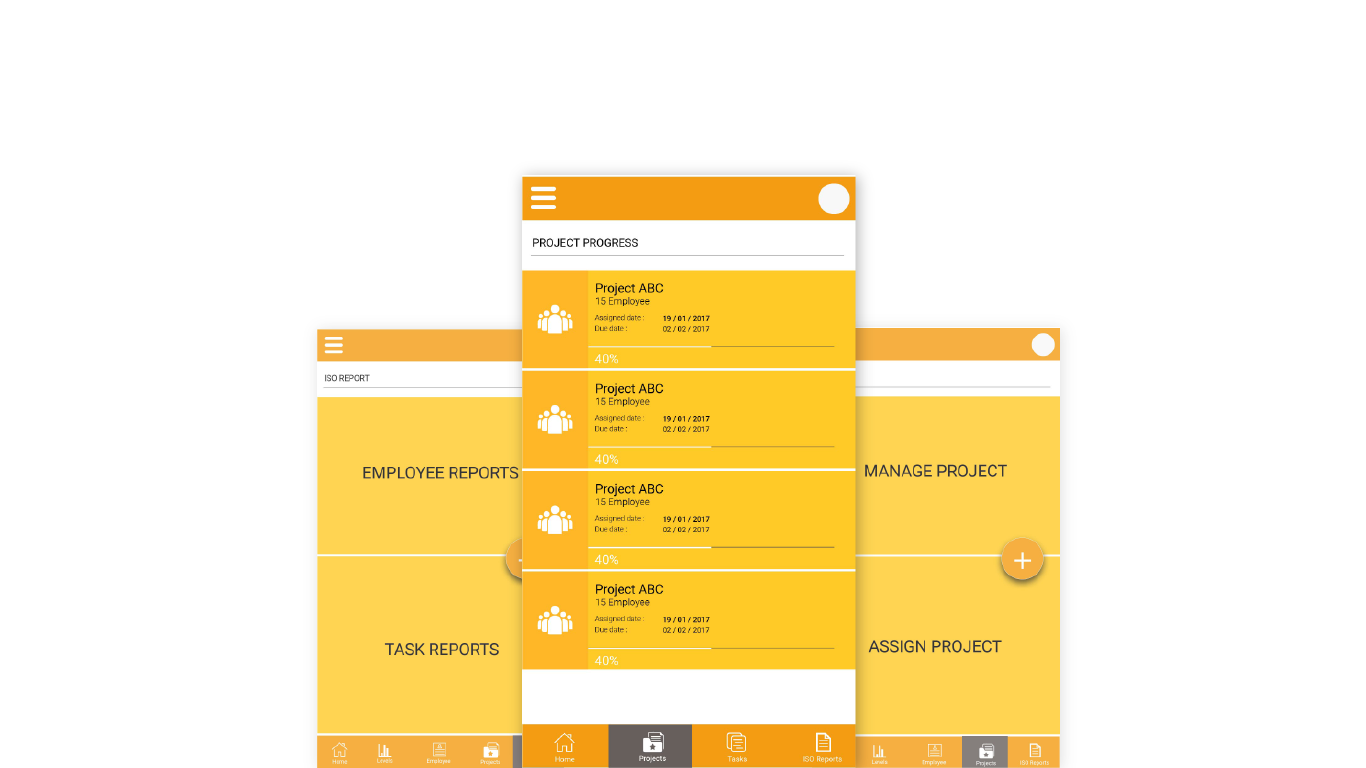 PROJECT PROGRESS
Project ABC
15 Employee
Assigned date : 19 / 01 / 2017
Due date : 02 / 02 / 2017
40%
Project ABC
15 Employee
Assigned date : 19 / 01 / 2017
Due date : 02 / 02 / 2017
40%
Project ABC
15 Employee
Assigned date : 19 / 01 / 2017
Due date : 02 / 02 / 2017
40%
Project ABC
15 Employee
Assigned date : 19 / 01 / 2017
Due date : 02 / 02 / 2017
40%
Home Projects Tasks ISO Reports
ISO REPORT
EMPLOYEE REPORTS
TASK REPORTS
Home Levels Employee Projects
MANAGE PROJECT
ASSIGN PROJECT
Levels Employee Projects ISO Reports